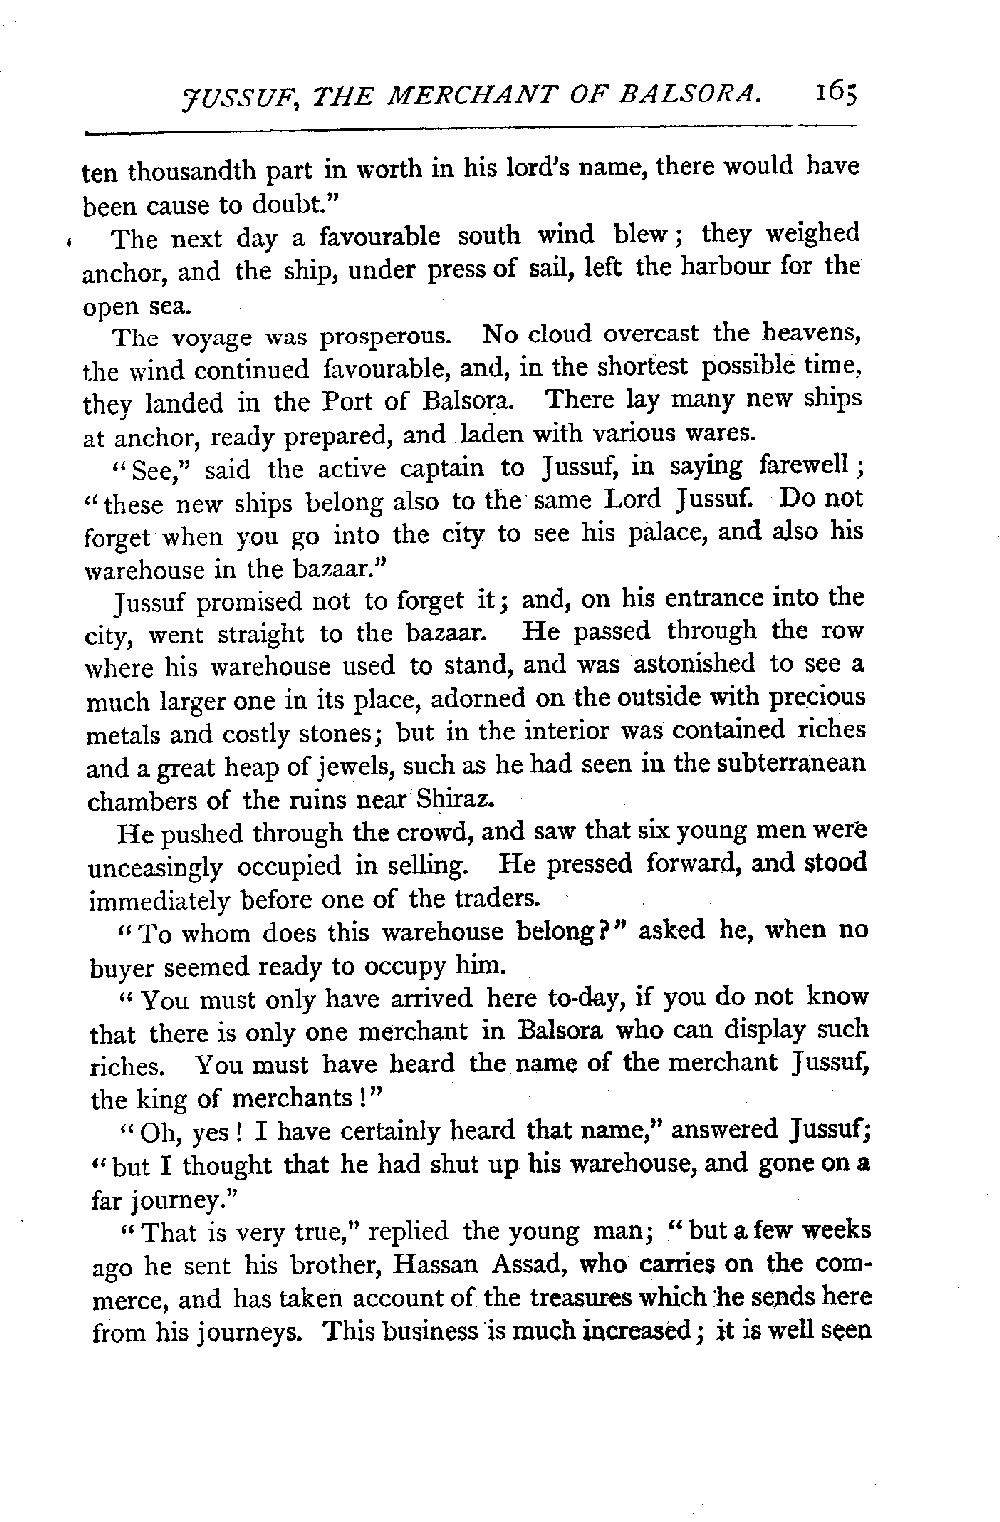 JUSSUF, THE MERCHANT OF BALSORA. 165
ten thousandth part in worth in his lord's name, there would have
been cause to doubt."
The next day a favourable south wind blew; they weighed
anchor, and the ship, under press of sail, left the harbour for the
open sea.
The voyage was prosperous. No cloud overcast the heavens,
the wind continued favourable, and, in the shortest possible time,
they landed in the Port of Balsora. There lay many new ships
at anchor, ready prepared, and laden with various wares.
"See," said the active captain to Jussuf, in saying farewell;
"these new ships belong also to the same Lord Jussuf. Do not
forget when you go into the city to see his palace, and also his
warehouse in the bazaar."
Jussuf promised not to forget it; and, on his entrance into the
city, went straight to the bazaar. He passed through the row
where his warehouse used to stand, and was astonished to see a
much larger one in its place, adorned on the outside with precious
metals and costly stones; but in the interior was contained riches
and a great heap of jewels, such as he had seen in the subterranean
chambers of the ruins near Shiraz.
He pushed through the crowd, and saw that six young men were
unceasingly occupied in selling. He pressed forward, and stood
immediately before one of the traders.
"To whom does this warehouse belong?" asked he, when no
buyer seemed ready to occupy him.
"You must only have arrived here to-day, if you do not know
that there is only one merchant in Balsora who can display such
riches. You must have heard the name of the merchant Jussuf,
the king of merchants!"
"Oh, yes! I have certainly heard that name," answered Jussuf;
"but I thought that he had shut up his warehouse, and gone on a
far journey."
"That is very true," replied the young man; "but a few weeks
ago he sent his brother, Hassan Assad, who carries on the com-
merce, and has taken account of the treasures which he sends here
from his journeys. This business is much increased; it is well seen